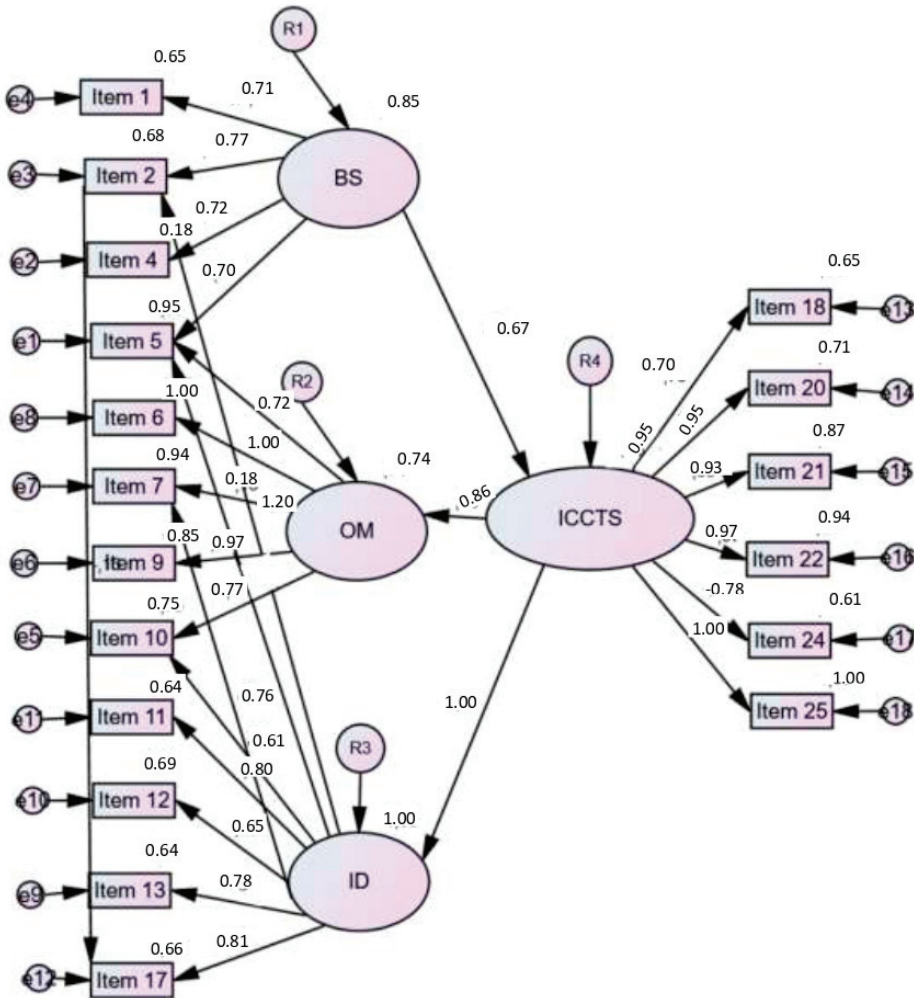 R1
0.65
0.71
0.85
e4
Item 1
0.68
0.77
e3
Item 2
BS
0.72
0.18
e2
Item 4
0.70
0.65
0.95
Item 18
e13
e1
Item 5
0.67
R4
0.70
0.71
R2
1.00
0.72
Item 20
e14
e8
Item 6
1.00
0.95
0.95
0.87
0.94
0.74
0.18
0.93
Item 21
e15
e7
Item 7
1.20
0.86
ICCTS
0.94
0.85
0.97
OM
0.97
Item 22
e16
e6
9
0.77
-0.78
0.61
0.75
e5
Item 10
1.00
Item 24
e17
0.64
0.76
1.00
1.00
e11
Item 11
0.61
R3
Item 25
e18
0.69
0.80
e10
Item 12
0.65
1.00
0.64
e9
Item 13
0.78
ID
0.66
0.81
e12
Item 17